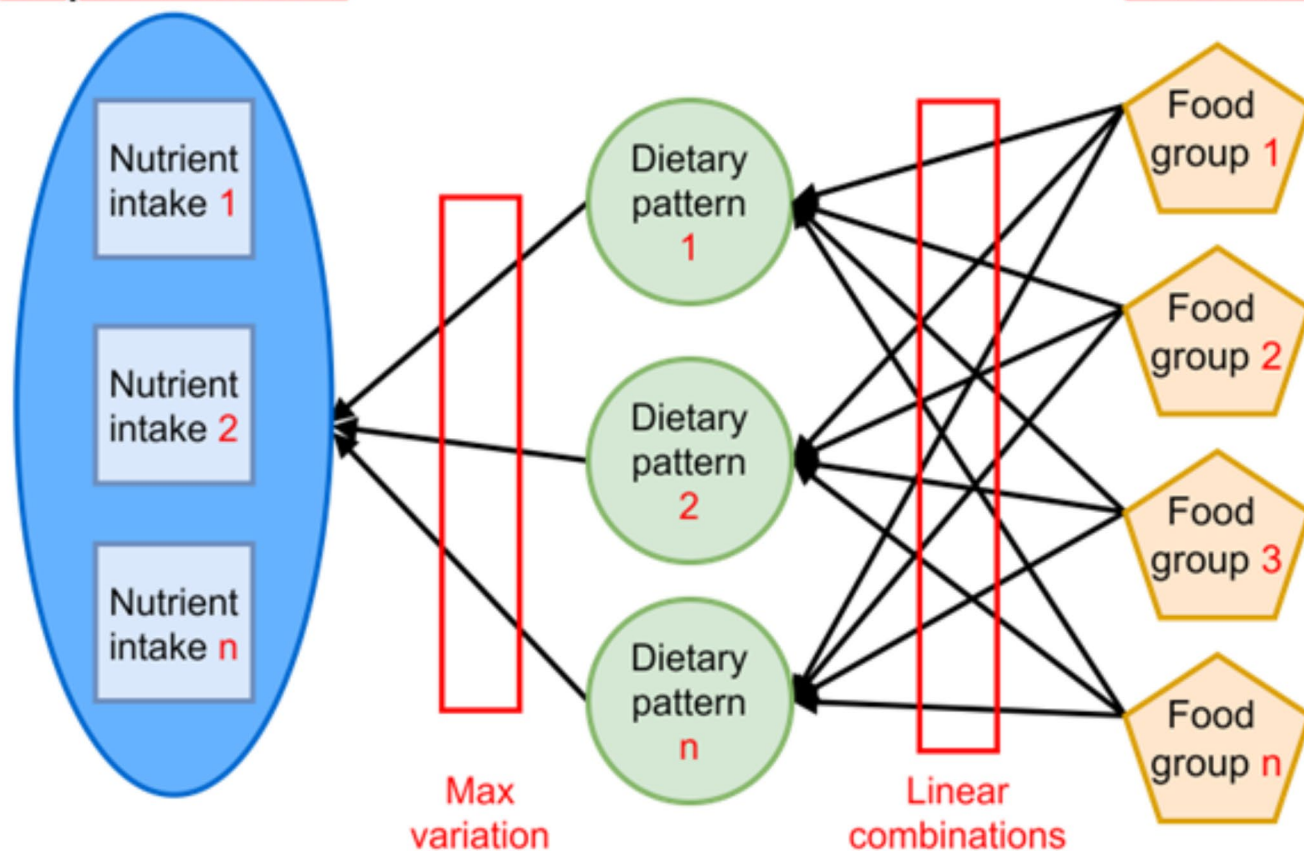 Nutrient
intake 1
Nutrient
intake 2
Nutrient
intake n
Max
variation
Dietary
pattern
1
Dietary
pattern
2
Dietary
pattern
n
Linear
combinations
Food
group 1
Food
group 2
Food
group 3
Food
group n